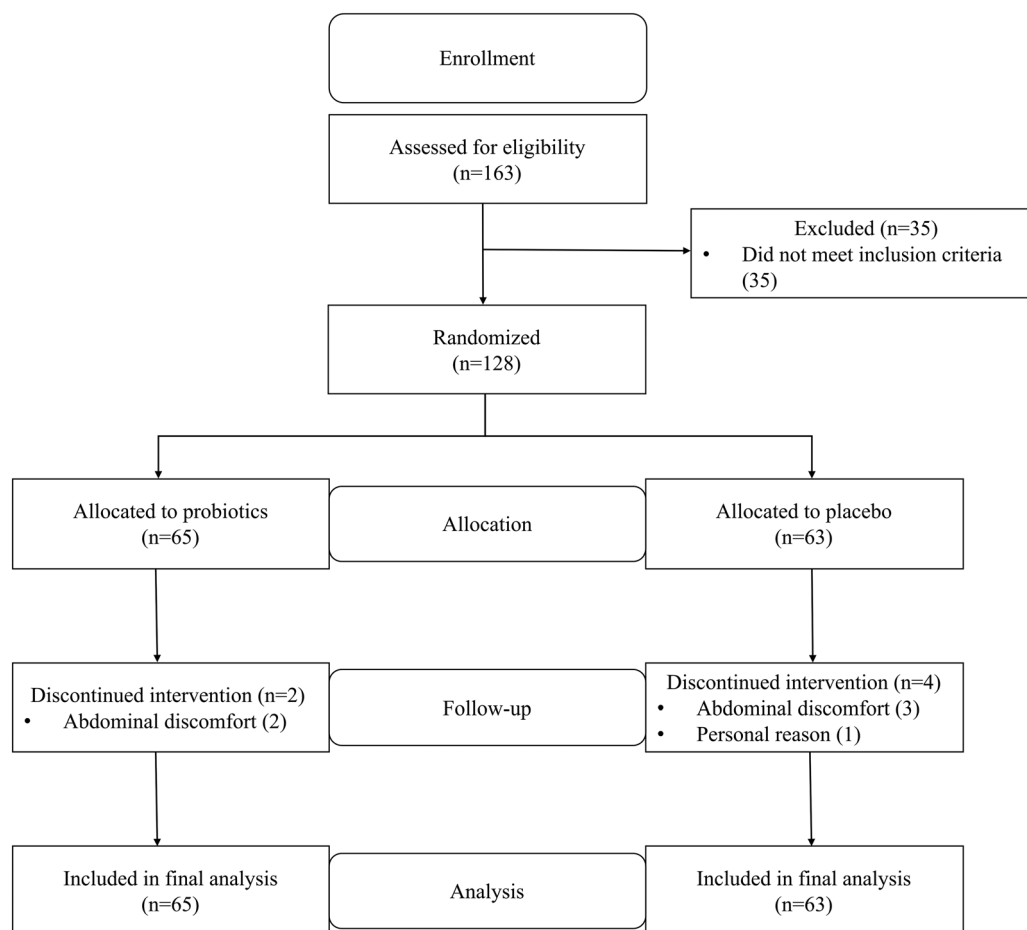 Enrollment
Assessed for eligibility
(n=163)
Excluded (n=35)
• Did not meet inclusion criteria
(35)
Randomized
(n=128)
Allocated to probiotics
(n=65)
Allocation
Allocated to placebo
(n=63)
Discontinued intervention (n=2)
• Abdominal discomfort (2)
Follow-up
Discontinued intervention (n=4)
• Abdominal discomfort (3)
• Personal reason (1)
Included in final analysis
(n=65)
Analysis
Included in final analysis
(n=63)